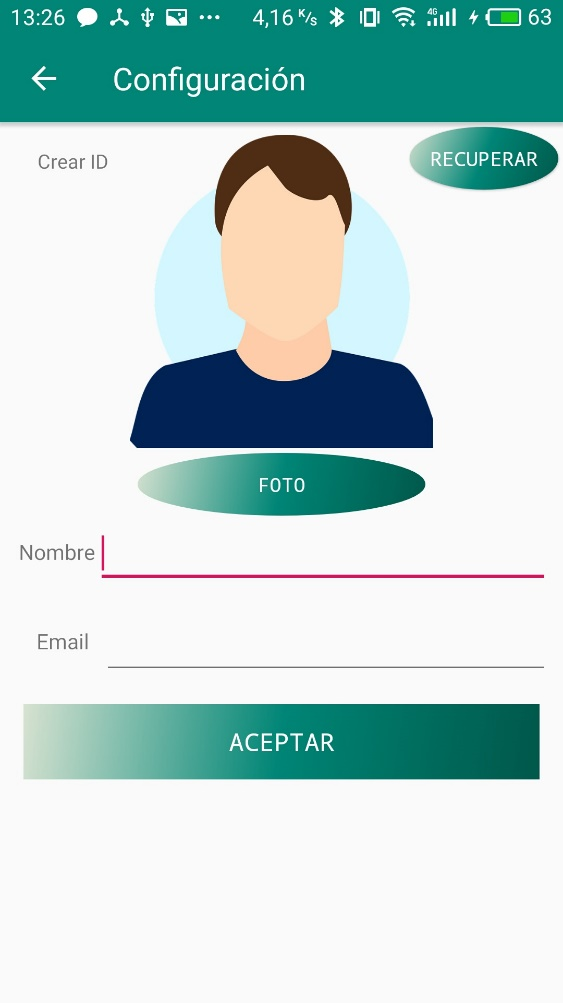 13:26 4,16 K/s 4G 63
Configuración
Crear ID RECUPERAR
FOTO
Nombre
Email
ACEPTAR